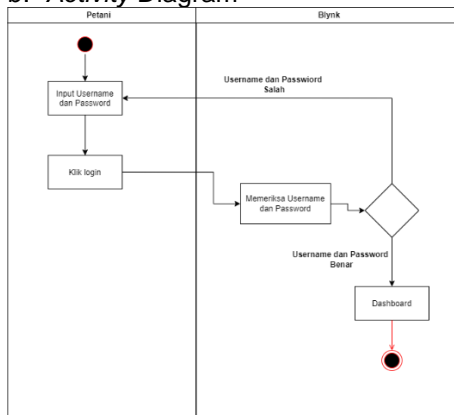 b. Activity Diagram
Petani
Blynk
Username dan Passwiord
Salah
Input Username
dan Password
Klik login
Memeriksa Username
dan Password
Username dan Password
Benar
Dashboard